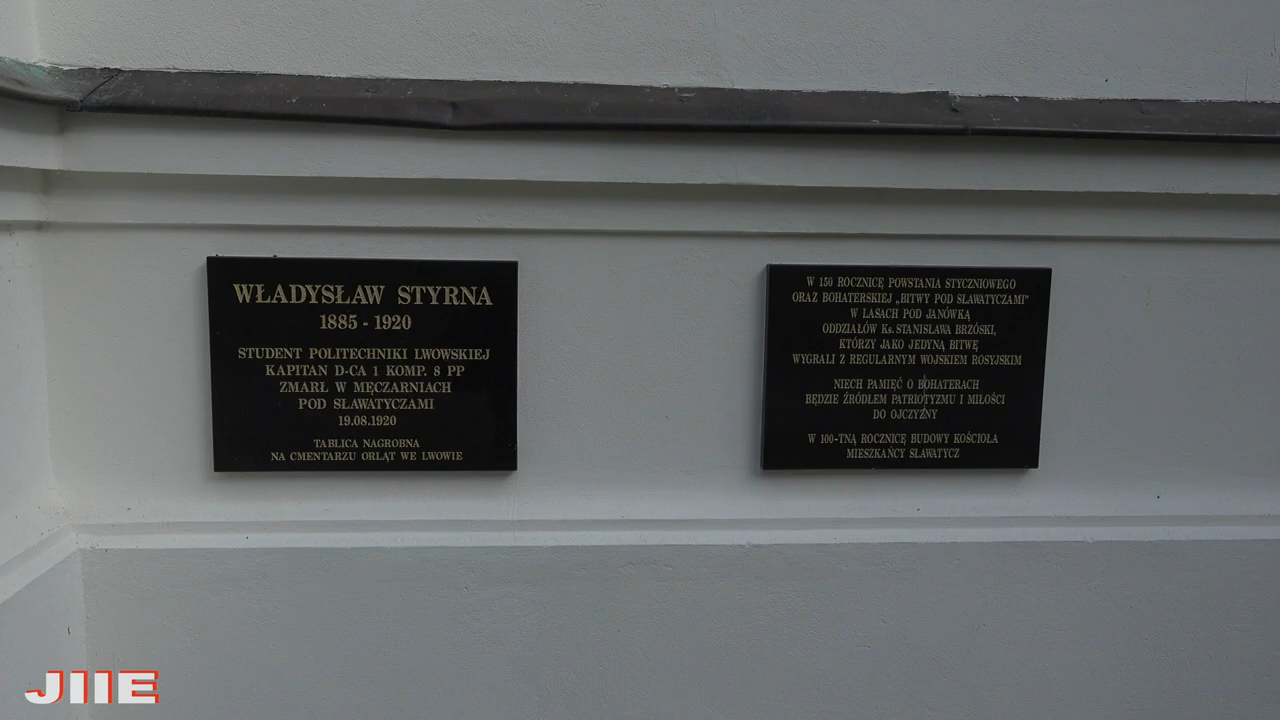 WŁADYSŁAW STYRNA
1885 - 1920
STUDENT POLITECHNIKI LWOWSKIEJ
KAPITAN D-CA 1 KOMP. 8 PP
ZMARŁ W MĘCZARNIACH
POD SŁAWATYCZAMI
19.08.1920
TABLICA NAGROBNA
NA CMENTARZU ORLĄT WE LWOWIE
W 150 ROCZNICĘ POWSTANIA STYCZNIOWEGO
ORAZ BOHATERSKIEJ „BITWY POD SŁAWATYCZAMI"
W LASACH POD JANÓWKĄ
ODDZIAŁÓW Ks. STANISŁAWA BRZÓSKI,
KTÓRZY JAKO JEDYNĄ BITWĘ
WYGRALI Z REGULARNYM WOJSKIEM ROSYJSKIM
NIECH PAMIĘĆ O BOHATERACH
BĘDZIE ŹRÓDŁEM PATRIOTYZMU I MIŁOŚCI
DO OJCZYZNY
W 100-TNĄ ROCZNICĘ BUDOWY KOŚCIOŁA
MIESZKAŃCY SŁAWATYCZ
JIIE